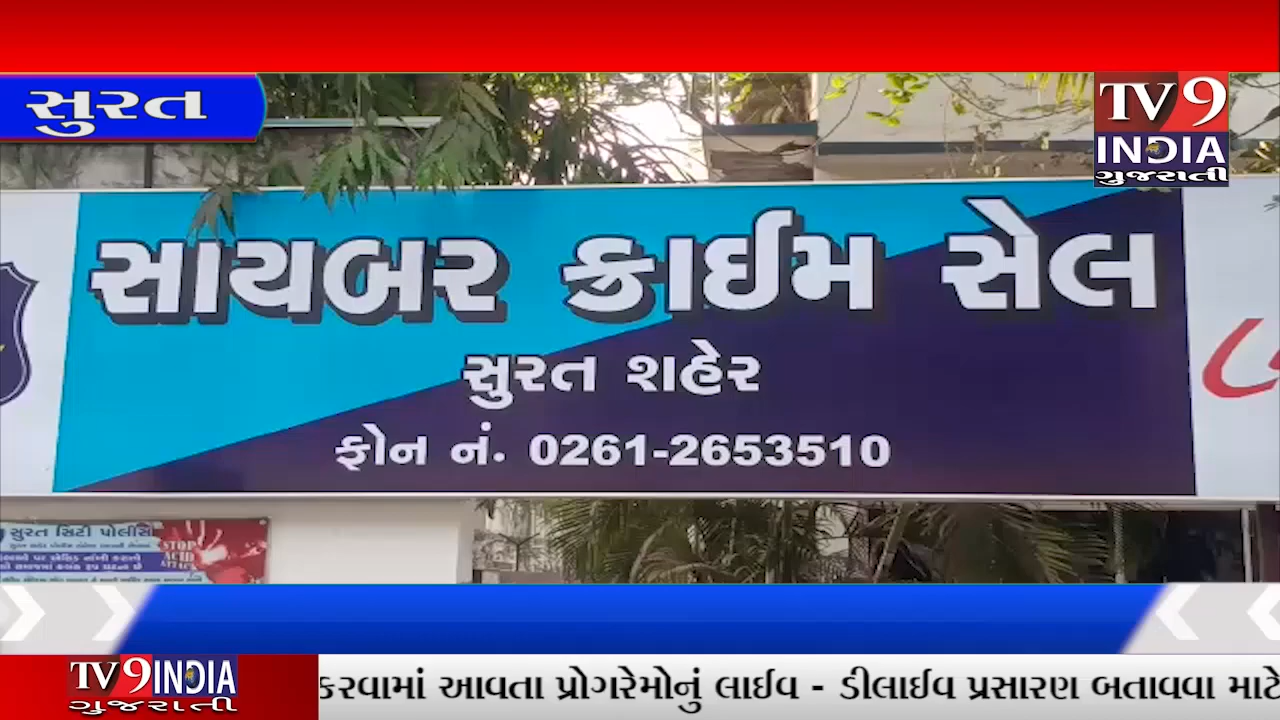 સુરત
TV9
INDIA
ગુજરાતી
સાયબર ક્રાઈમ સેલ
સુરત શહેર
ફોન નં. 0261-2653510
સુરત સિટી પોલીસ
STOP
ACID
ATTACK
TV9INDIA
ગુજરાતી
કરવામાં આવતા પ્રોગરેમોનું લાઈવ - ડીલાઈવ પ્રસારણ બતાવવા માટે